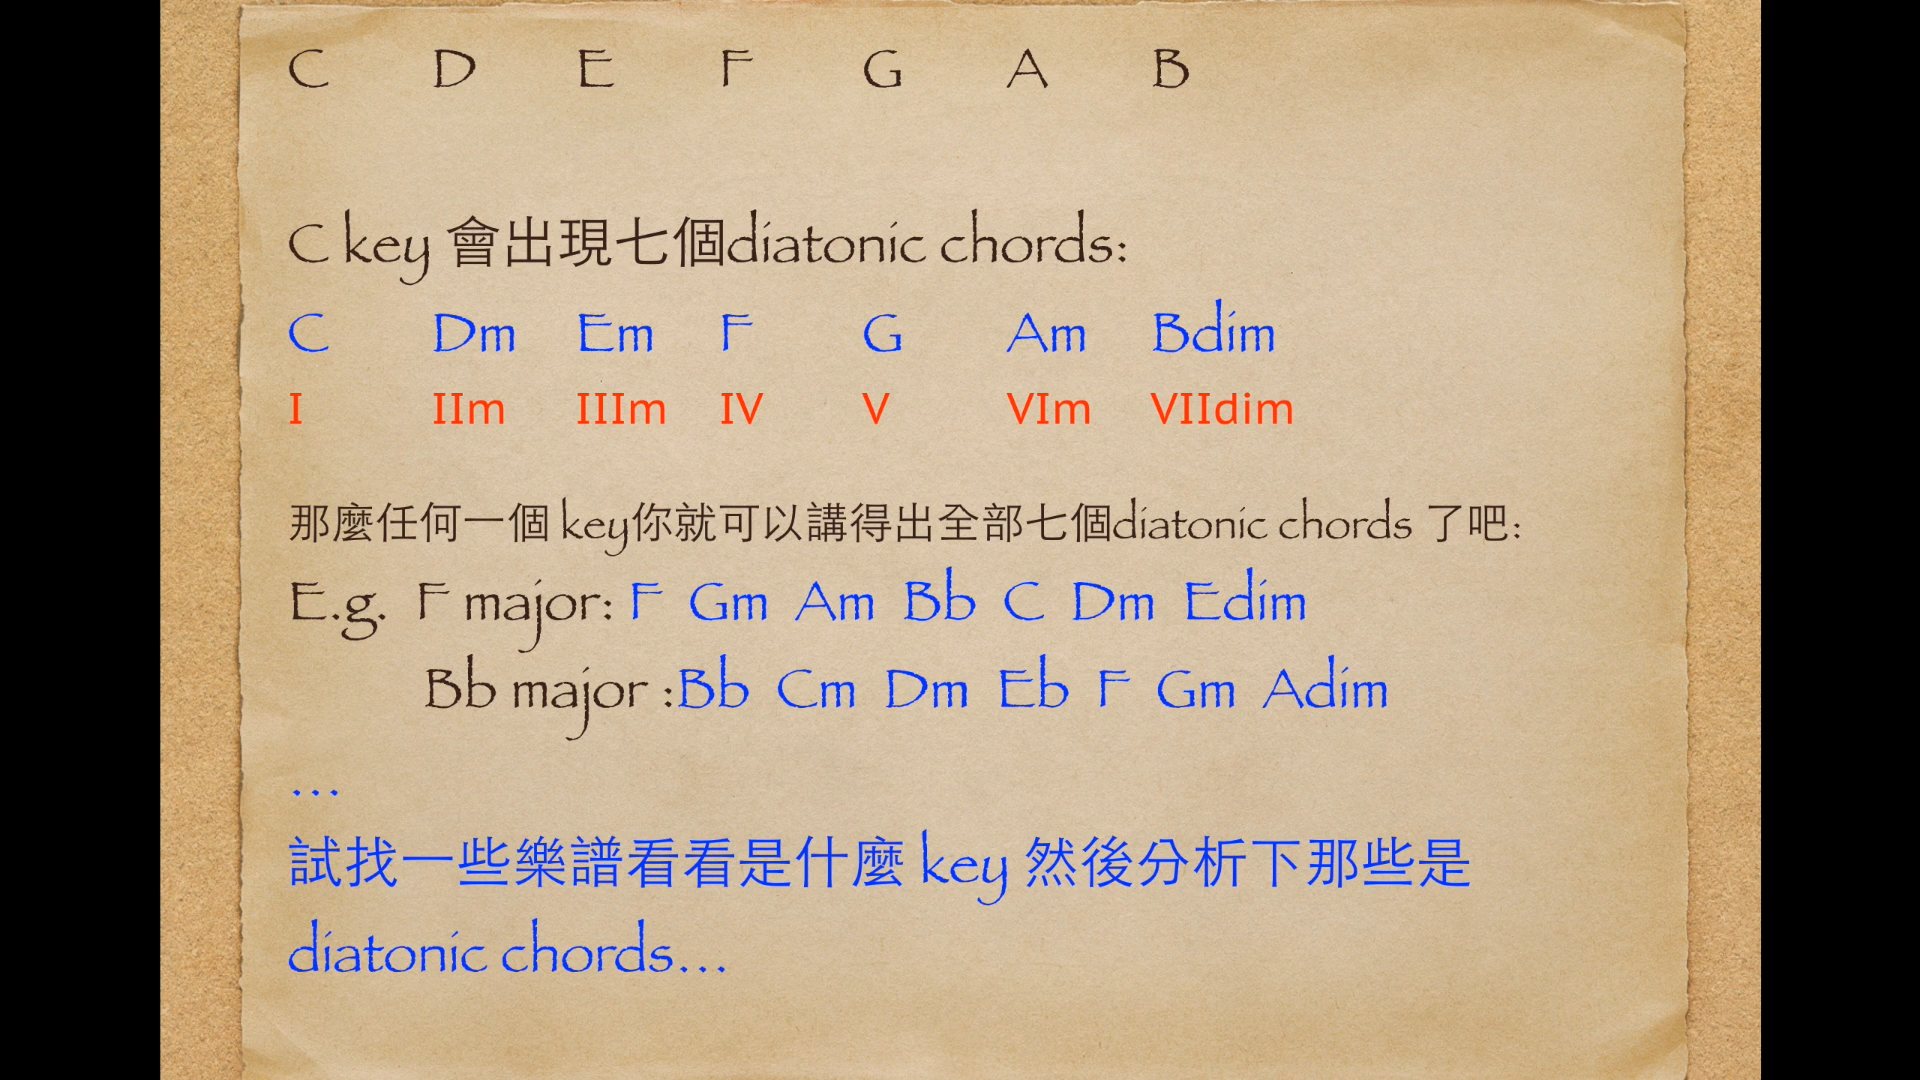 C D E F G A B
C key 會出現七個diatonic chords:
C Dm Em F G Am Bdim
I IIm IIIm IV V VIm VIIdim
那麼任何一個 key你就可以講得出全部七個diatonic chords 了吧:
E.g. F major: F Gm Am Bb C Dm Edim
Bb major :Bb Cm Dm Eb F Gm Adim
...
試找一些樂譜看看是什麼 key 然後分析下那些是
diatonic chords...